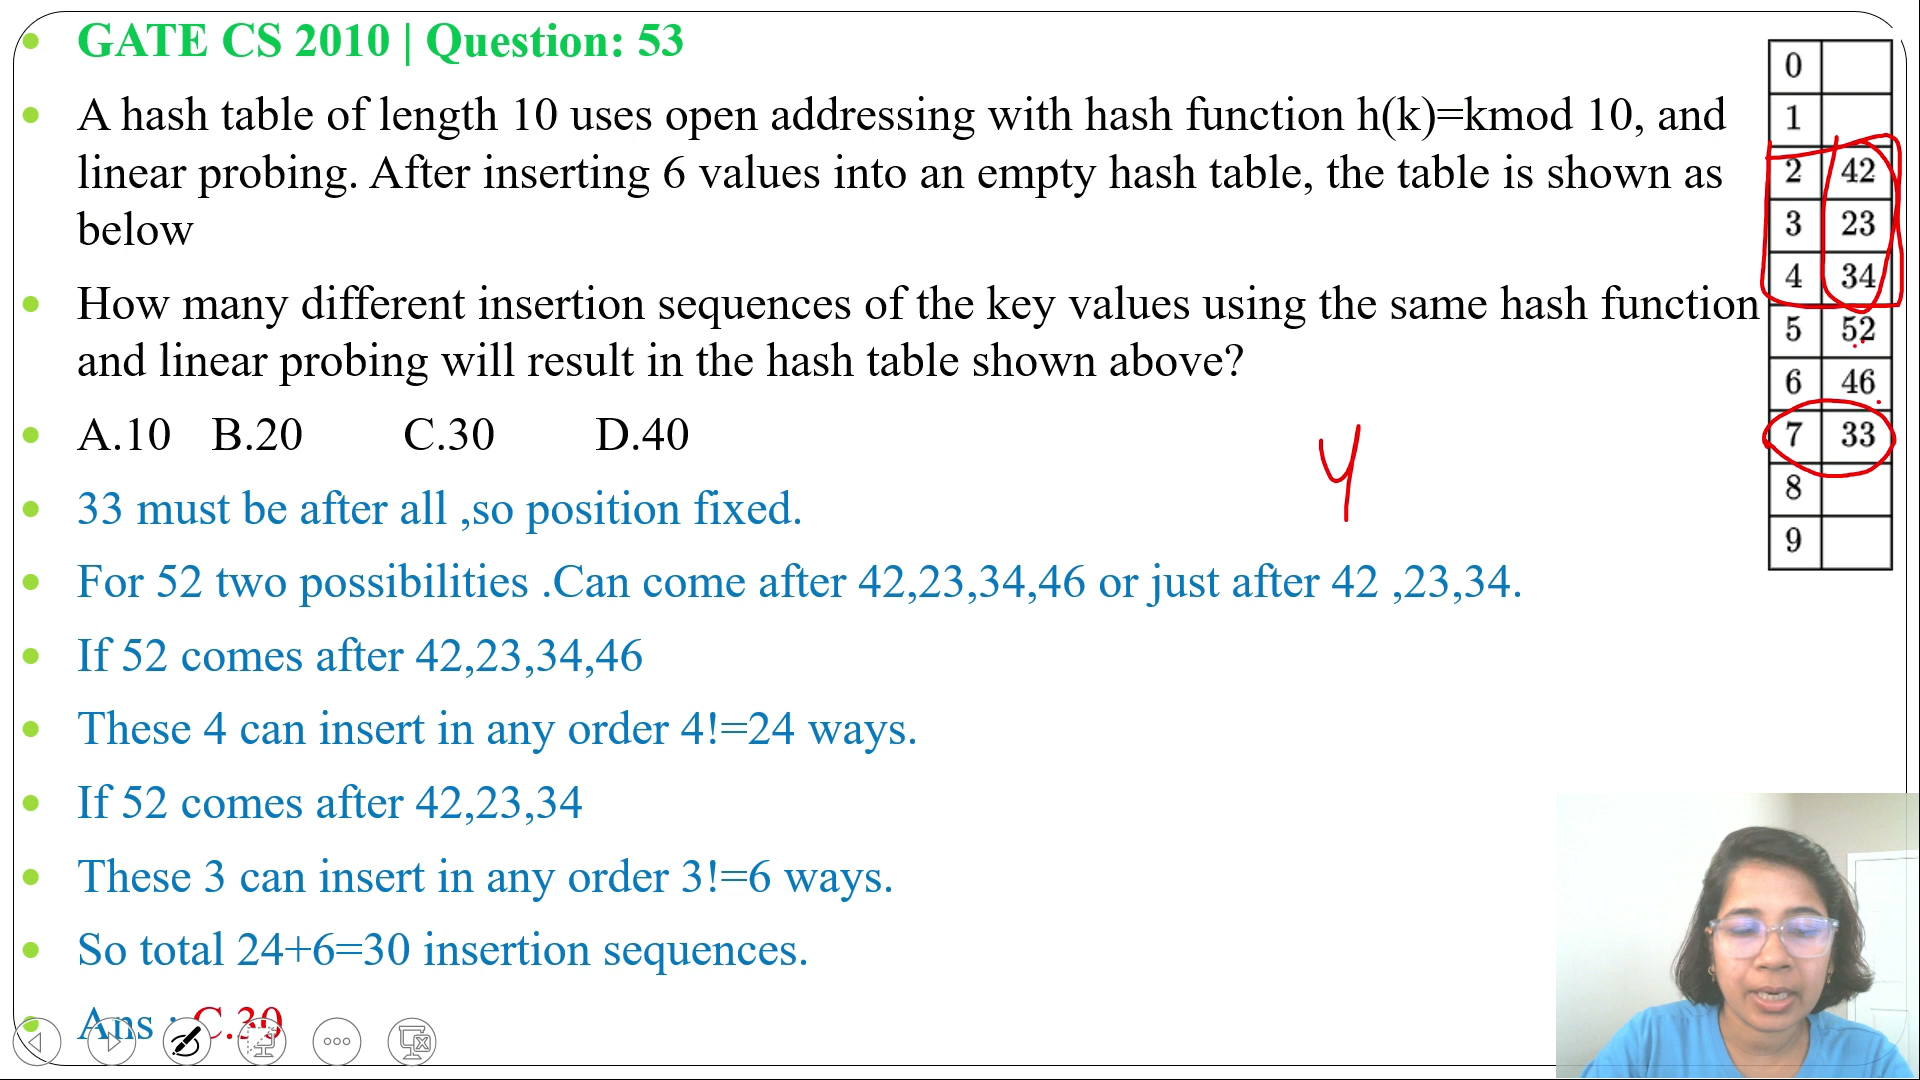 GATE CS 2010 | Question: 53
A hash table of length 10 uses open addressing with hash function h(k)=kmod 10, and
linear probing. After inserting 6 values into an empty hash table, the table is shown as
below
How many different insertion sequences of the key values using the same hash function
and linear probing will result in the hash table shown above?
A.10 B.20 C.30 D.40
33 must be after all ,so position fixed.
For 52 two possibilities .Can come after 42,23,34,46 or just after 42 ,23,34.
If 52 comes after 42,23,34,46
These 4 can insert in any order 4!=24 ways.
If 52 comes after 42,23,34
These 3 can insert in any order 3!=6 ways.
So total 24+6=30 insertion sequences.
Ans : C.30
0
1
2 42
3 23
4 34
5 52
6 46
7 33
8
9
4